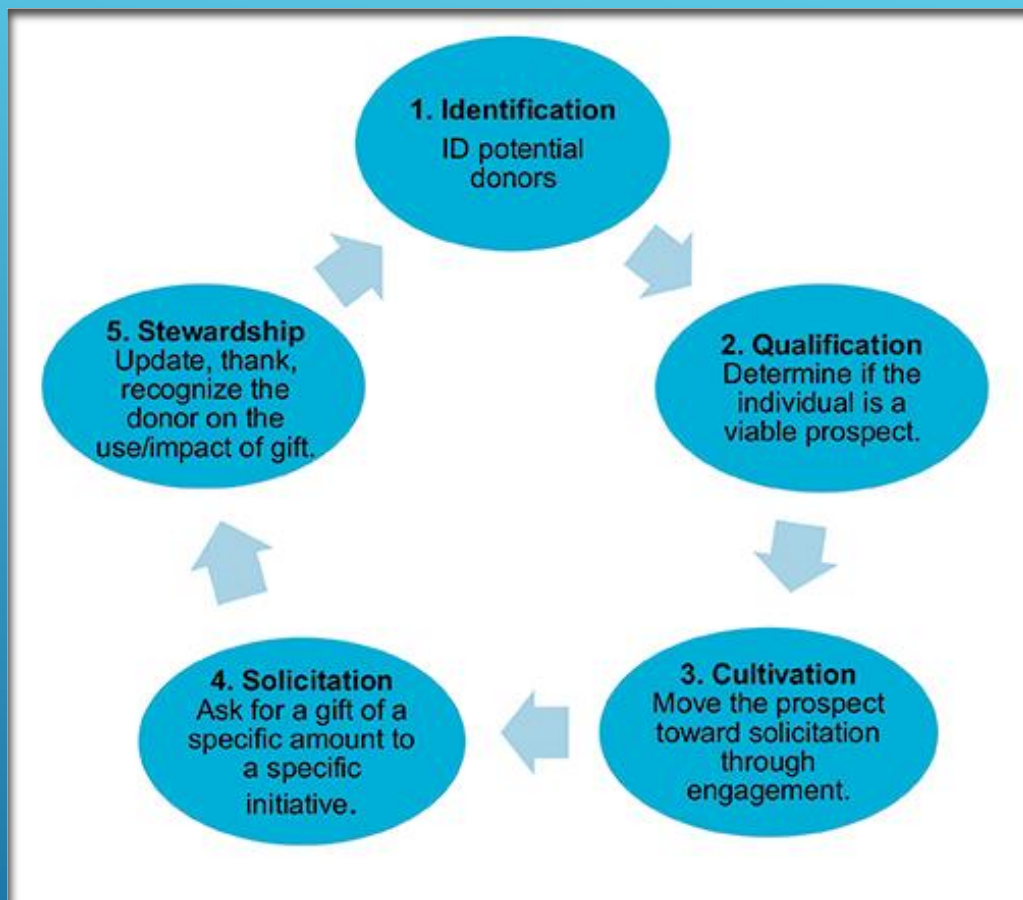 1. Identification
ID potential
donors
2. Qualification
Determine if the
individual is a
viable prospect.
3. Cultivation
Move the prospect
toward solicitation
through
engagement.
4. Solicitation
Ask for a gift of a
specific amount to
a specific
initiative.
5. Stewardship
Update, thank,
recognize the
donor on the
use/impact of gift.